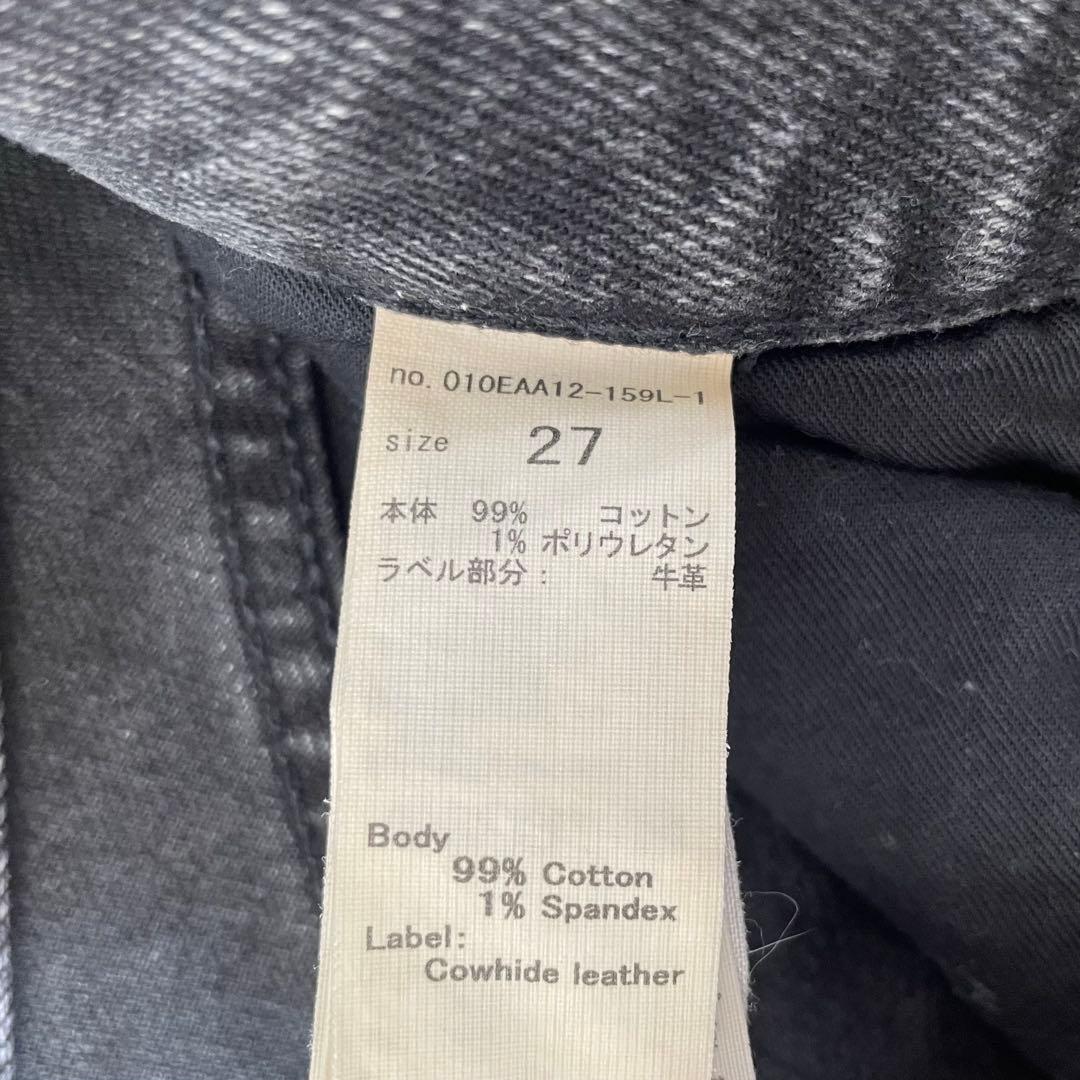 no. 010EAA12-159L-1
size 27
本体 99% コットン
1% ポリウレタン
ラベル部分: 牛革
Body
99% Cotton
1% Spandex
Label:
Cowhide leather